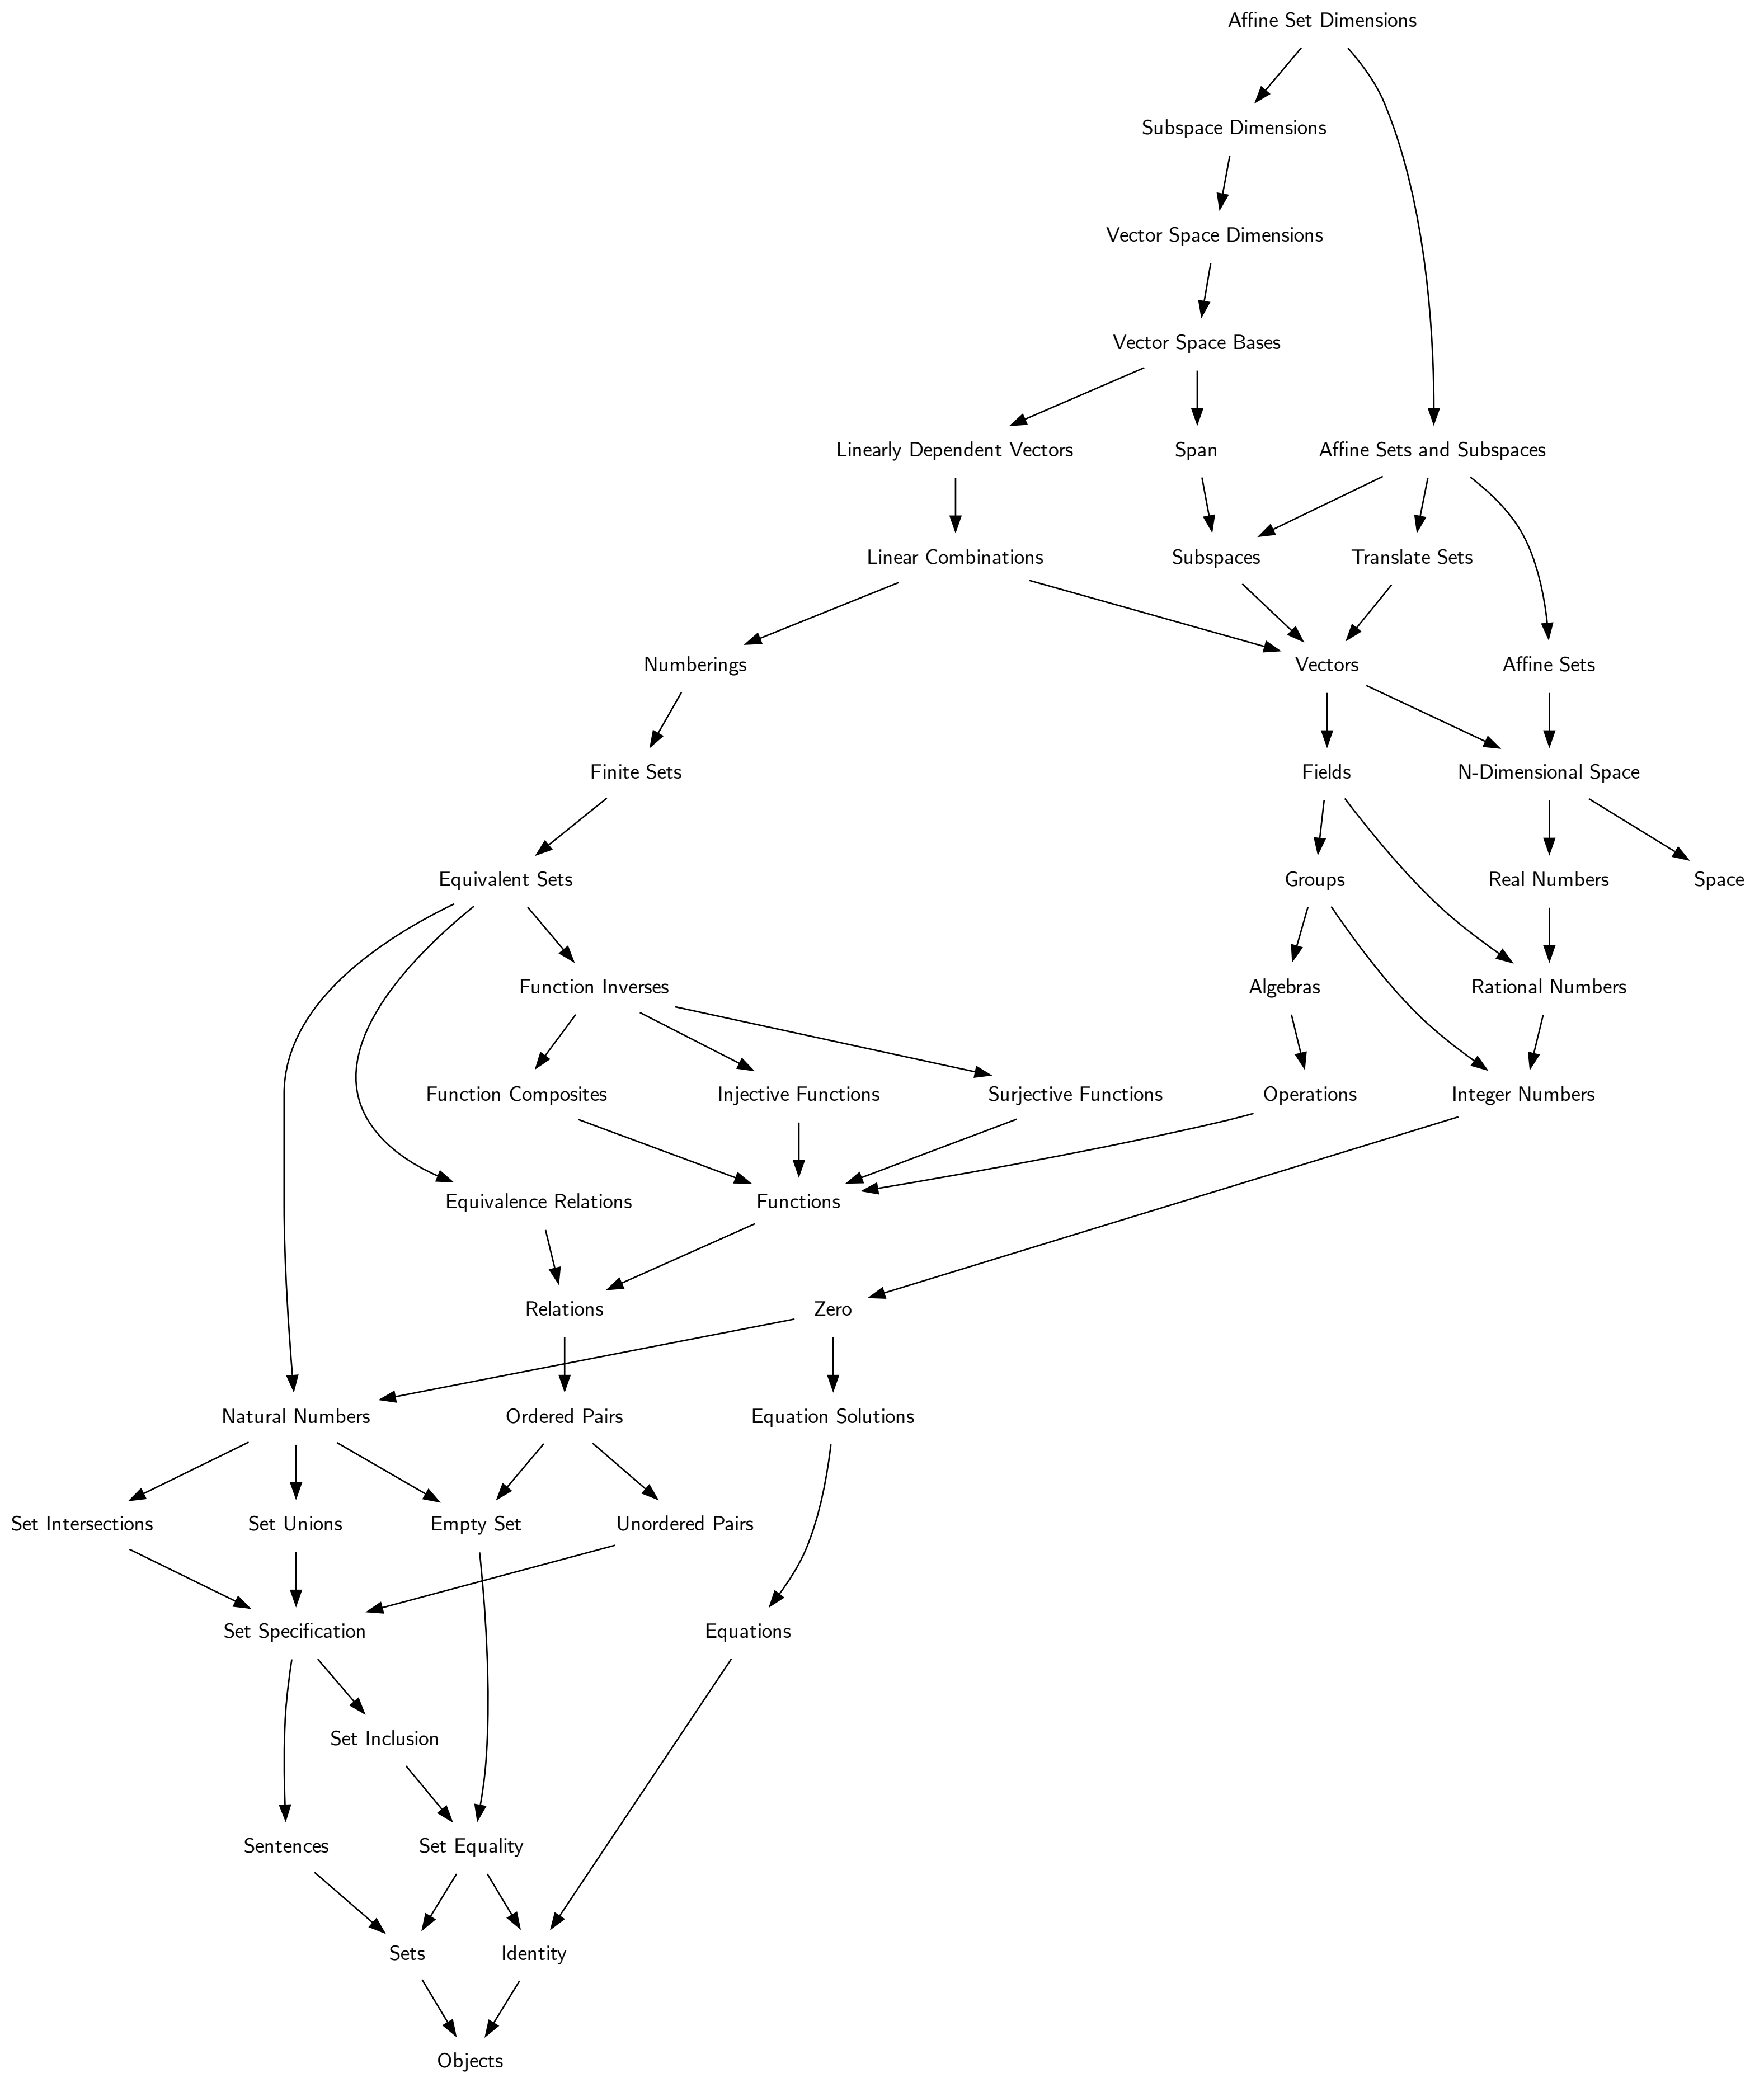 Affine Set Dimensions
Subspace Dimensions
Vector Space Dimensions
Vector Space Bases
Linearly Dependent Vectors
Span
Affine Sets and Subspaces
Linear Combinations
Subspaces
Translate Sets
Numberings
Vectors
Affine Sets
Finite Sets
Fields
N-Dimensional Space
Equivalent Sets
Groups
Real Numbers
Space
Function Inverses
Algebras
Rational Numbers
Function Composites
Injective Functions
Surjective Functions
Operations
Integer Numbers
Equivalence Relations
Functions
Relations
Zero
Natural Numbers
Ordered Pairs
Equation Solutions
Set Intersections
Set Unions
Empty Set
Unordered Pairs
Set Specification
Equations
Set Inclusion
Sentences
Set Equality
Sets
Identity
Objects